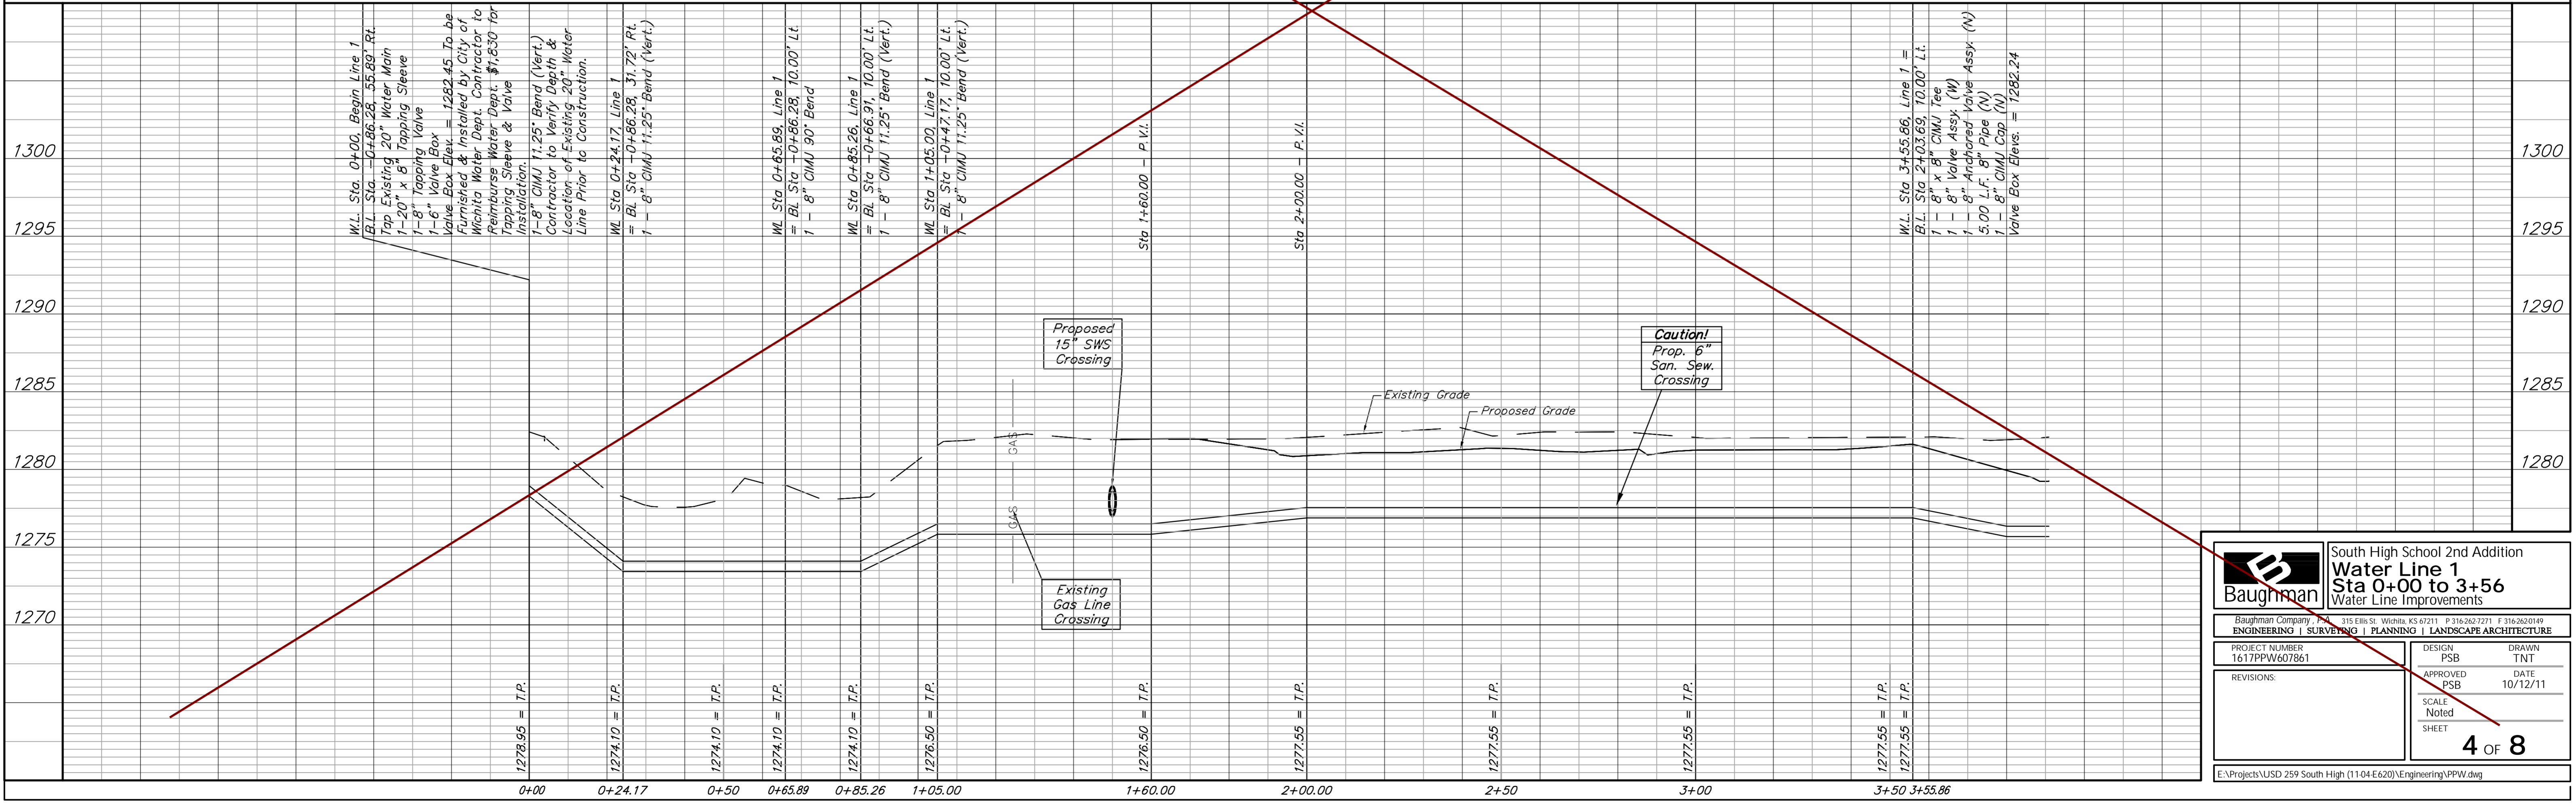 W.L. Sta. 0+00, Begin Line 1
B.L. Sta. -0+86.28, 55.89' Rt.
Tap Existing 20" Water Main
1-20" x 8" Tapping Sleeve
1-8" Tapping Valve
1-6" Valve Box
Valve Box Elev. = 1282.45 To be
Furnished & Installed by City of
Wichita Water Dept. Contractor to
Reimburse Water Dept. $1,830 for
Tapping Sleeve & Valve
Installation.
1-8" CIMJ 11.25° Bend (Vert.)
Contractor to Verify Depth &
Location of Existing 20" Water
Line Prior to Construction.
WL Sta 0+24.17, Line 1
= BL Sta -0+86.28, 31.72' Rt.
1 - 8" CIMJ 11.25° Bend (Vert.)
WL Sta 0+65.89, Line 1
= BL Sta -0+86.28, 10.00' Lt.
1 - 8" CIMJ 90° Bend
WL Sta 0+85.26, Line 1
= BL Sta -0+66.91, 10.00' Lt.
1 - 8" CIMJ 11.25° Bend (Vert.)
WL Sta 1+05.00, Line 1
= BL Sta -0+47.17, 10.00' Lt.
1 - 8" CIMJ 11.25° Bend (Vert.)
Sta 1+60.00 - P.V.I.
Sta 2+00.00 - P.V.I.
W.L. Sta 3+55.86, Line 1 =
B.L. Sta 2+03.69, 10.00' Lt.
1 - 8" x 8" CIMJ Tee
1 - 8" Valve Assy. (W)
1 - 8" Anchored Valve Assy. (N)
5.00 L.F. 8" Pipe (N)
1 - 8" CIMJ Cap (N)
Valve Box Elevs. = 1282.24
1300
1295
1290
1285
1280
1275
1270
1300
1295
1290
1285
1280
Proposed
15" SWS
Crossing
Caution!
Prop. 6"
San. Sew.
Crossing
Existing Grade
Proposed Grade
GAS
GAS
Existing
Gas Line
Crossing
1278.95 = T.P.
1274.10 = T.P.
1274.10 = T.P.
1274.10 = T.P.
1274.10 = T.P.
1276.50 = T.P.
1276.50 = T.P.
1277.55 = T.P.
1277.55 = T.P.
1277.55 = T.P.
1277.55 = T.P.
1277.55 = T.P.
0+00
0+24.17
0+50
0+65.89
0+85.26
1+05.00
1+60.00
2+00.00
2+50
3+00
3+50
3+55.86
B
Baughman
South High School 2nd Addition
Water Line 1
Sta 0+00 to 3+56
Water Line Improvements
Baughman Company, P.A. 315 Ellis St. Wichita, KS 67211 P 316-262-7271 F 316-262-0149
ENGINEERING | SURVEYING | PLANNING | LANDSCAPE ARCHITECTURE
PROJECT NUMBER
1617PPW607861
REVISIONS:
DESIGN
PSB
DRAWN
TNT
APPROVED
PSB
DATE
10/12/11
SCALE
Noted
SHEET
4 OF 8
E:\Projects\USD 259 South High (11-04-E620)\Engineering\PPW.dwg